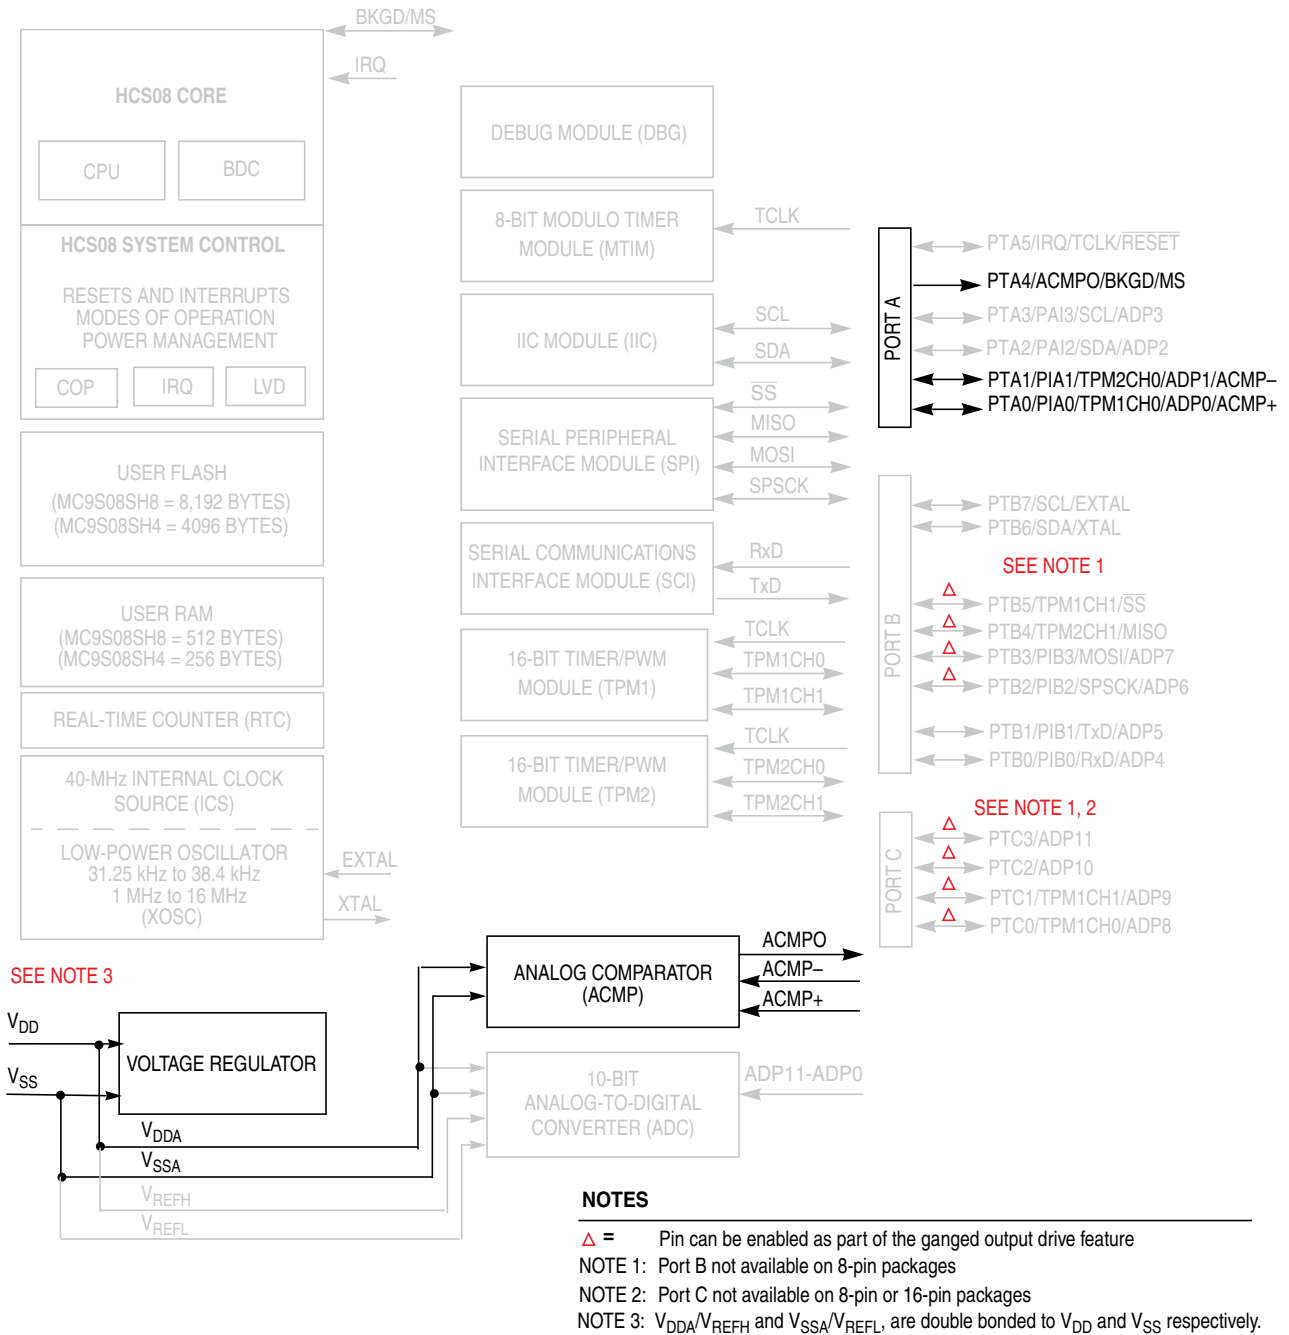 BKGD/MS
IRQ
HCS08 CORE
CPU
BDC
HCS08 SYSTEM CONTROL
RESETS AND INTERRUPTS
MODES OF OPERATION
POWER MANAGEMENT
COP
IRQ
LVD
USER FLASH
(MC9S08SH8 = 8,192 BYTES)
(MC9S08SH4 = 4096 BYTES)
USER RAM
(MC9S08SH8 = 512 BYTES)
(MC9S08SH4 = 256 BYTES)
REAL-TIME COUNTER (RTC)
40-MHz INTERNAL CLOCK
SOURCE (ICS)
LOW-POWER OSCILLATOR
31.25 kHz to 38.4 kHz
1 MHz to 16 MHz
(XOSC)
EXTAL
XTAL
DEBUG MODULE (DBG)
8-BIT MODULO TIMER
MODULE (MTIM)
TCLK
IIC MODULE (IIC)
SCL
SDA
SERIAL PERIPHERAL
INTERFACE MODULE (SPI)
SS
MISO
MOSI
SPSCK
SERIAL COMMUNICATIONS
INTERFACE MODULE (SCI)
RxD
TxD
16-BIT TIMER/PWM
MODULE (TPM1)
TCLK
TPM1CH0
TPM1CH1
16-BIT TIMER/PWM
MODULE (TPM2)
TCLK
TPM2CH0
TPM2CH1
PORT A
PTA5/IRQ/TCLK/RESET
PTA4/ACMPO/BKGD/MS
PTA3/PAI3/SCL/ADP3
PTA2/PAI2/SDA/ADP2
PTA1/PIA1/TPM2CH0/ADP1/ACMP–
PTA0/PIA0/TPM1CH0/ADP0/ACMP+
PORT B
PTB7/SCL/EXTAL
PTB6/SDA/XTAL
SEE NOTE 1
PTB5/TPM1CH1/SS
PTB4/TPM2CH1/MISO
PTB3/PIB3/MOSI/ADP7
PTB2/PIB2/SPSCK/ADP6
PTB1/PIB1/TxD/ADP5
PTB0/PIB0/RxD/ADP4
SEE NOTE 1, 2
PORT C
PTC3/ADP11
PTC2/ADP10
PTC1/TPM1CH1/ADP9
PTC0/TPM1CH0/ADP8
SEE NOTE 3
VDD
VSS
VOLTAGE REGULATOR
VDDA
VSSA
VREFH
VREFL
ANALOG COMPARATOR
(ACMP)
ACMPO
ACMP–
ACMP+
10-BIT
ANALOG-TO-DIGITAL
CONVERTER (ADC)
ADP11-ADP0
NOTES
Δ = Pin can be enabled as part of the ganged output drive feature
NOTE 1: Port B not available on 8-pin packages
NOTE 2: Port C not available on 8-pin or 16-pin packages
NOTE 3: VDDA/VREFH and VSSA/VREFL, are double bonded to VDD and VSS respectively.